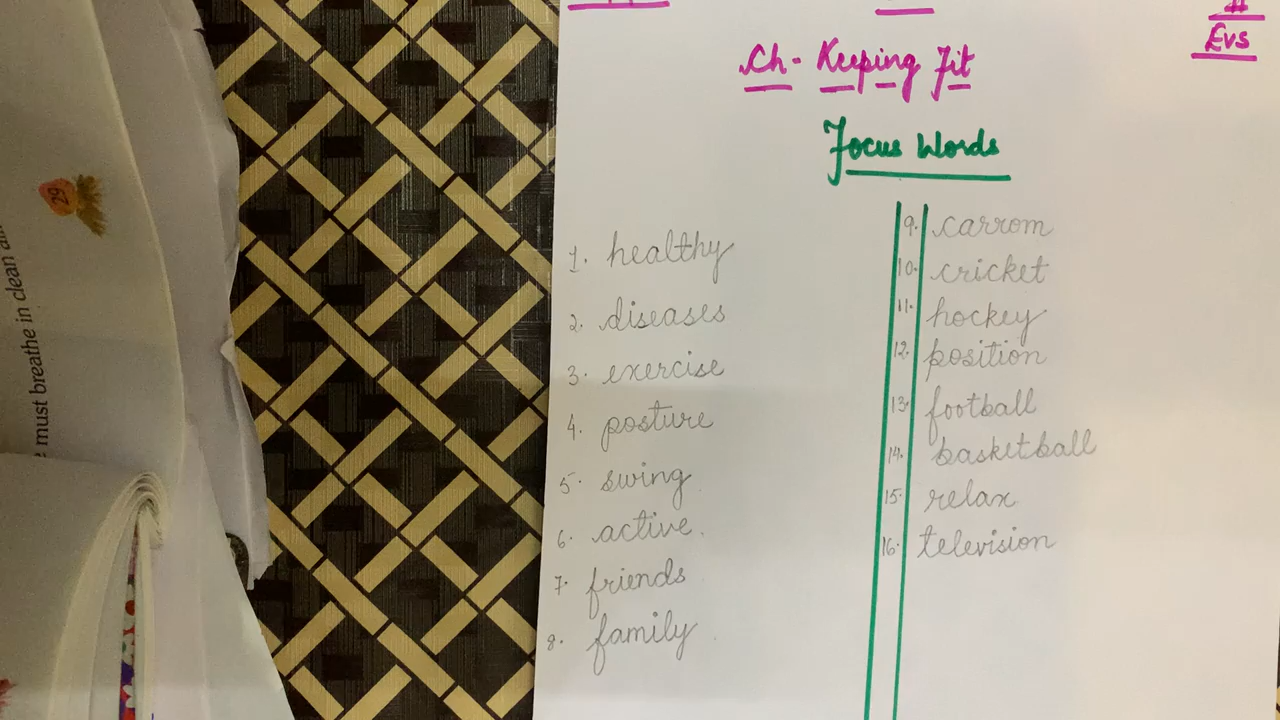 Evs
Ch- Keeping Fit
Focus Words
1. healthy
2. diseases
3. exercise
4. posture
5. swing
6. active.
7. friends
8. family
9. carrom
10. cricket
11. hockey
12. position
13. football
14. basketball
15. relax
16. television
29
must breathe in clean